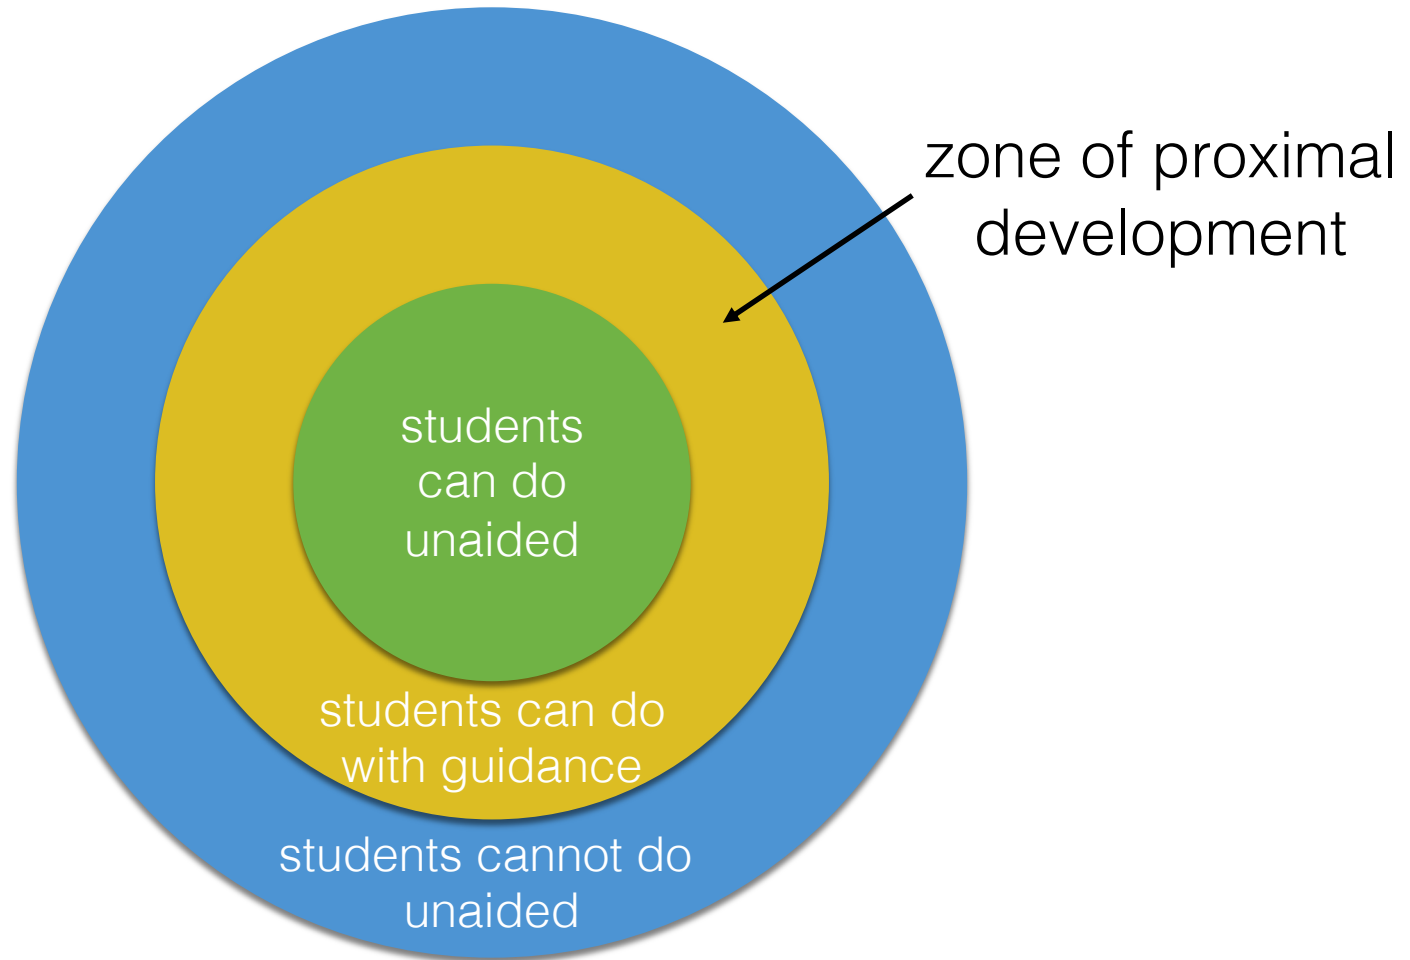 zone of proximal
development
students
can do
unaided
students can do
with guidance
students cannot do
unaided